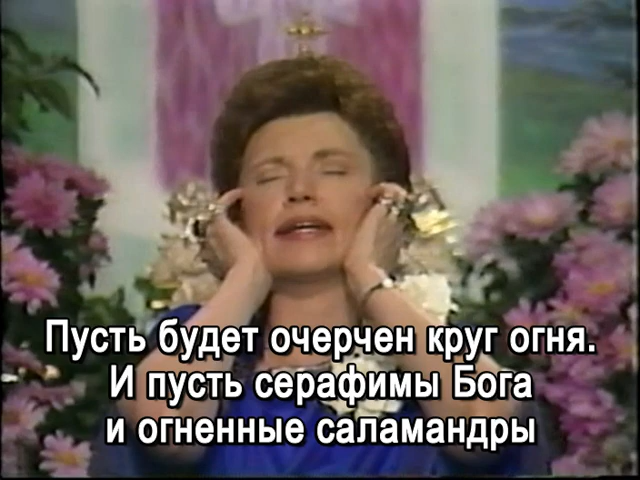 Пусть будет очерчен круг огня.
И пусть серафимы Бога
и огненные саламандры